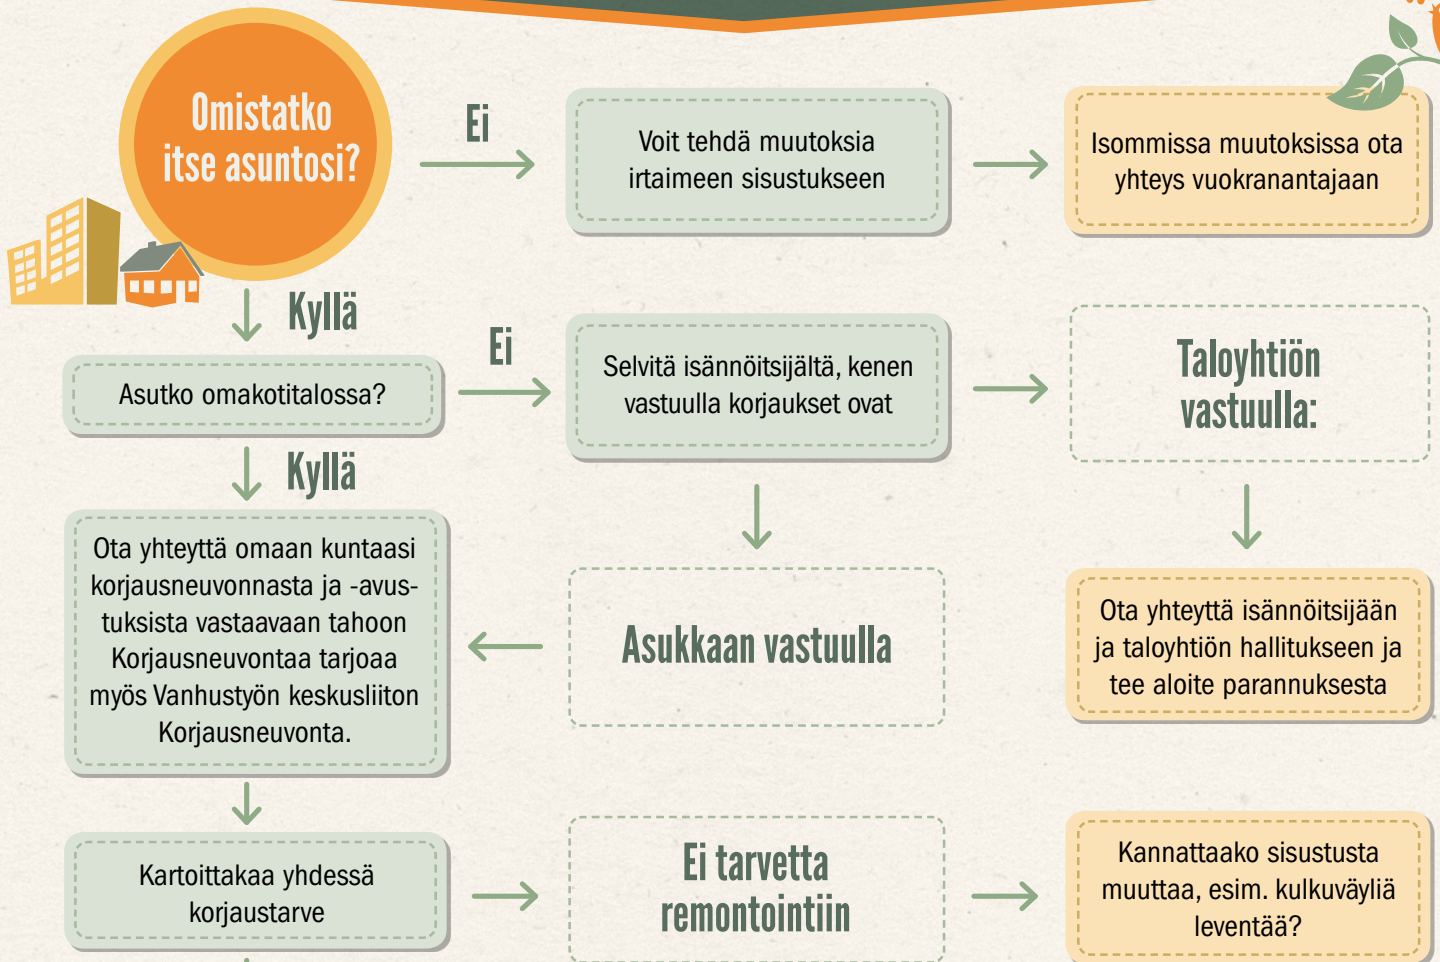 Omistatko
itse asuntosi?
Ei
Voit tehdä muutoksia
irtaimeen sisustukseen
Isommissa muutoksissa ota
yhteys vuokranantajaan
Kyllä
Asutko omakotitalossa?
Ei
Selvitä isännöitsijältä, kenen
vastuulla korjaukset ovat
Taloyhtiön
vastuulla:
Kyllä
Ota yhteyttä omaan kuntaasi
korjausneuvonnasta ja -avus-
tuksista vastaavaan tahoon
Korjausneuvontaa tarjoaa
myös Vanhustyön keskusliiton
Korjausneuvonta.
Asukkaan vastuulla
Ota yhteyttä isännöitsijään
ja taloyhtiön hallitukseen ja
tee aloite parannuksesta
Kartoittakaa yhdessä
korjaustarve
Ei tarvetta
remontointiin
Kannattaako sisustusta
muuttaa, esim. kulkuväyliä
leventää?